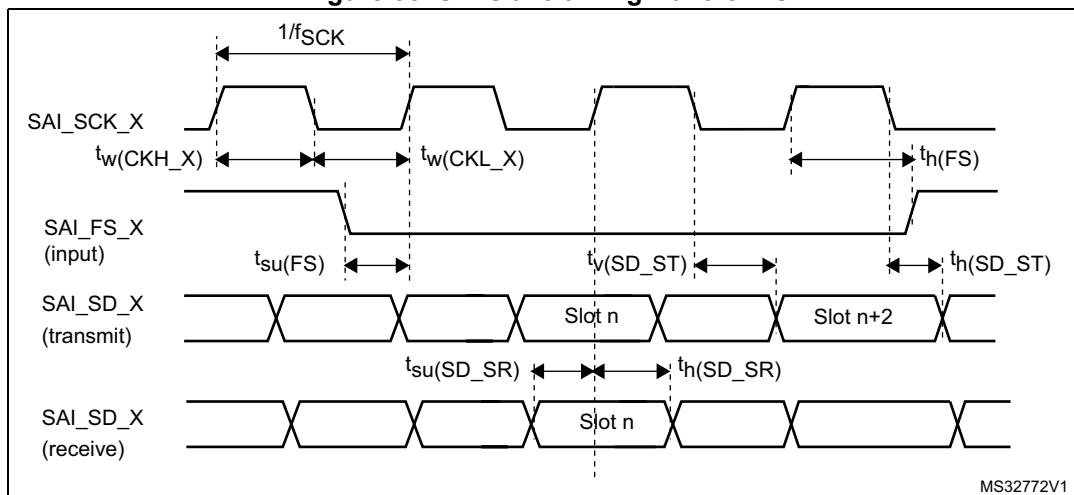 1/fSCK
SAI_SCK_X
tw(CKH_X)
tw(CKL_X)
th(FS)
SAI_FS_X
(input)
tsu(FS)
tv(SD_ST)
th(SD_ST)
SAI_SD_X
(transmit)
Slot n
Slot n+2
tsu(SD_SR)
th(SD_SR)
SAI_SD_X
(receive)
Slot n
MS32772V1